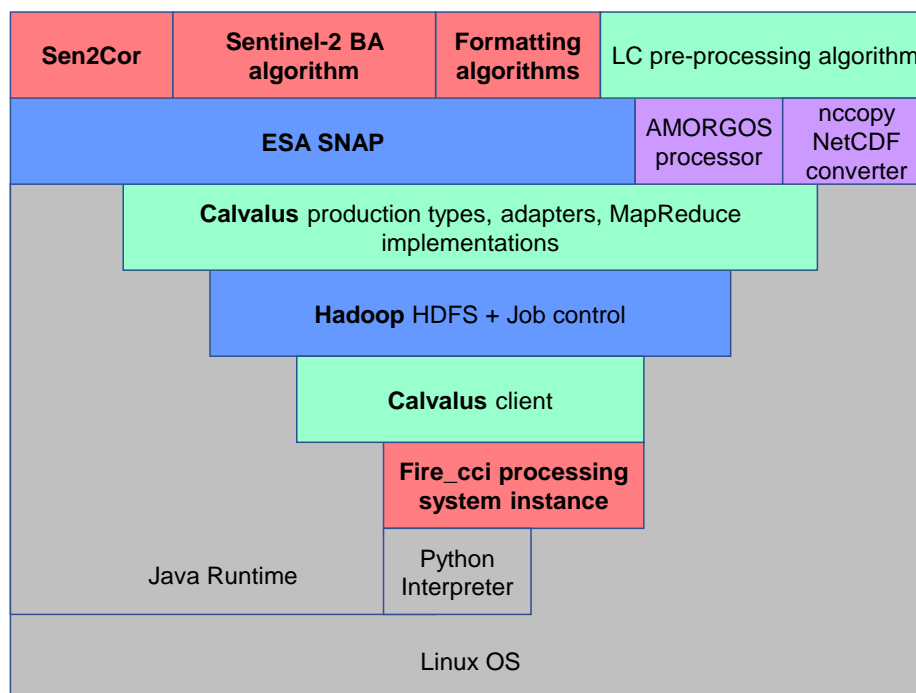 Sen2Cor
Sentinel-2 BA
algorithm
Formatting
algorithms
LC pre-processing algorithm
ESA SNAP
AMORGOS
processor
nccopy
NetCDF
converter
Calvalus production types, adapters, MapReduce
implementations
Hadoop HDFS + Job control
Calvalus client
Fire_cci processing
system instance
Java Runtime
Python
Interpreter
Linux OS